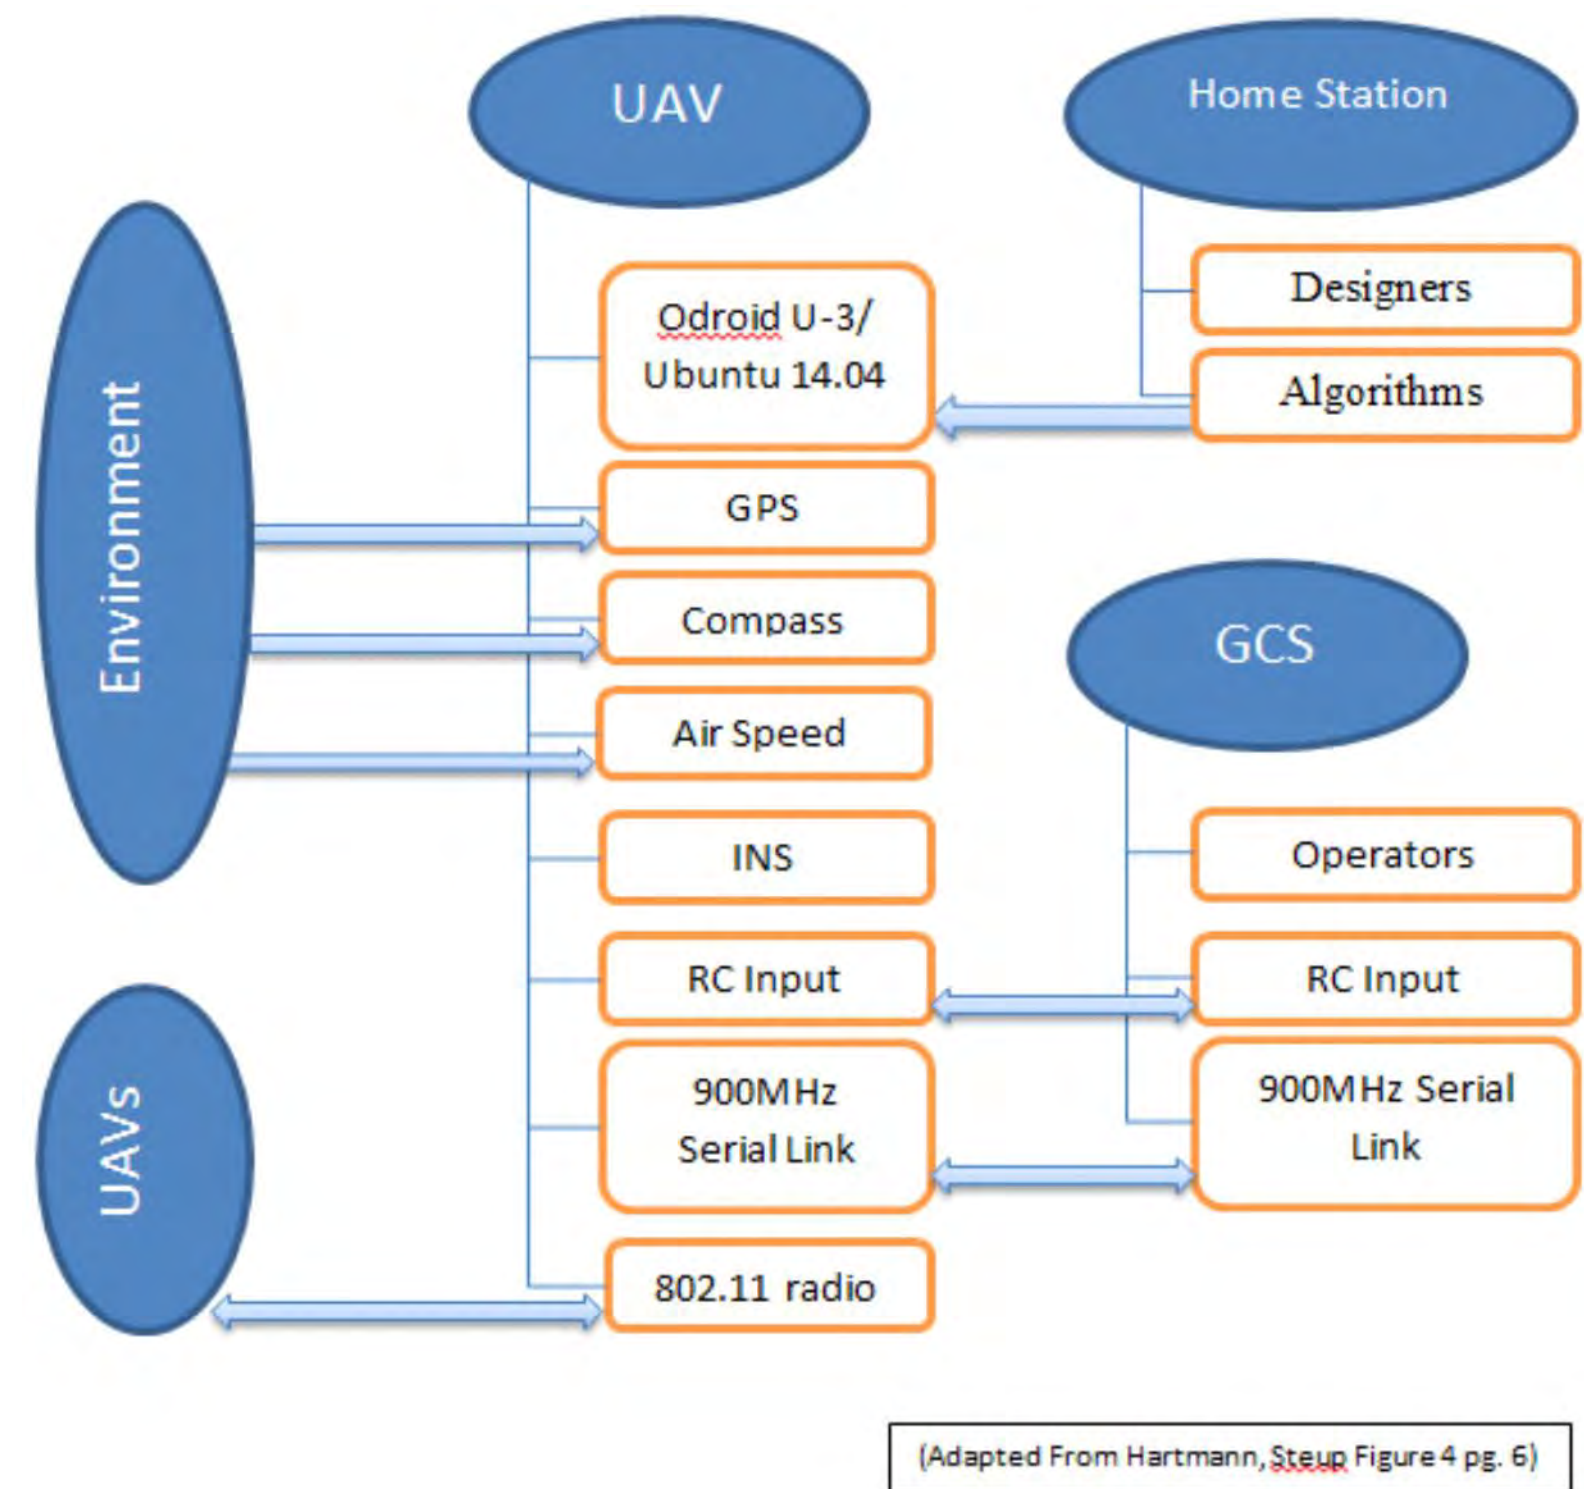 UAV
Home Station
Environment
Odroid U-3/
Ubuntu 14.04
GPS
Compass
Air Speed
INS
RC Input
900MHz
Serial Link
802.11 radio
Designers
Algorithms
GCS
Operators
RC Input
900MHz Serial
Link
UAVs
(Adapted From Hartmann, Steup Figure 4 pg. 6)